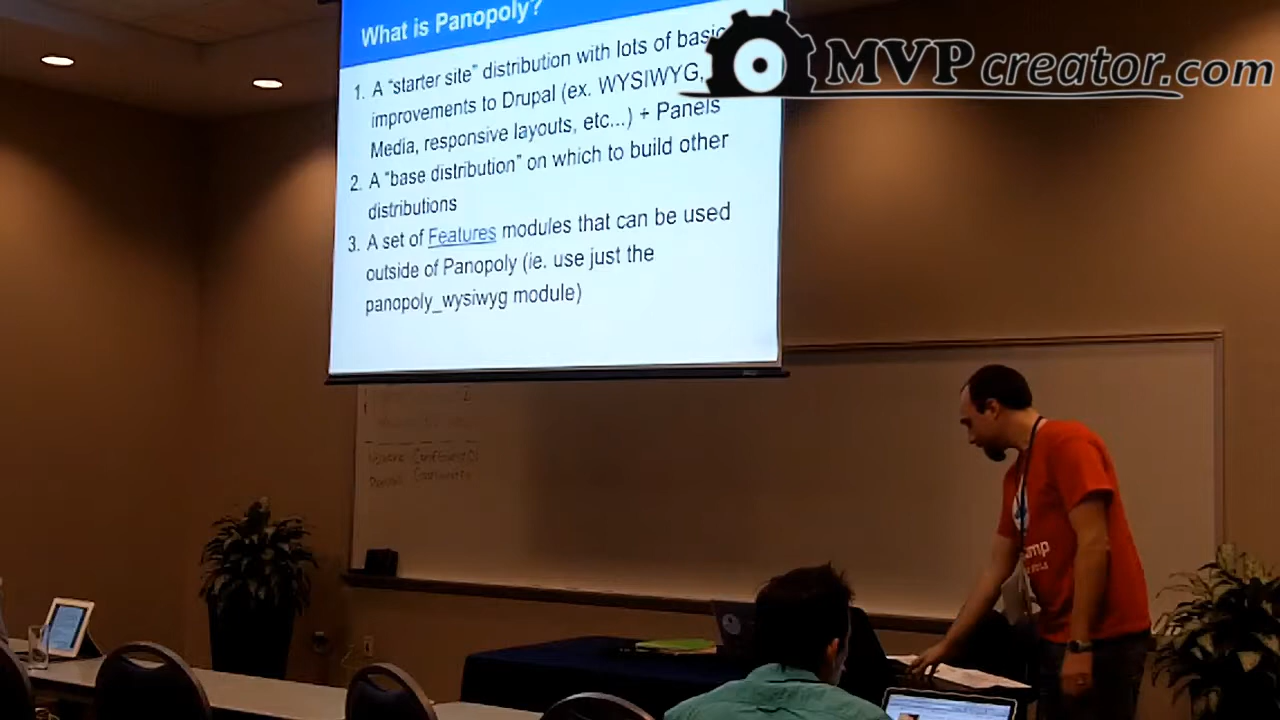 What is Panopoly?
MVPcreator.com
1. A “starter site” distribution with lots of basic
improvements to Drupal (ex. WYSIWYG,
Media, responsive layouts, etc...) + Panels
2. A “base distribution” on which to build other
distributions
3. A set of Features modules that can be used
outside of Panopoly (ie. use just the
panopoly_wysiwyg module)